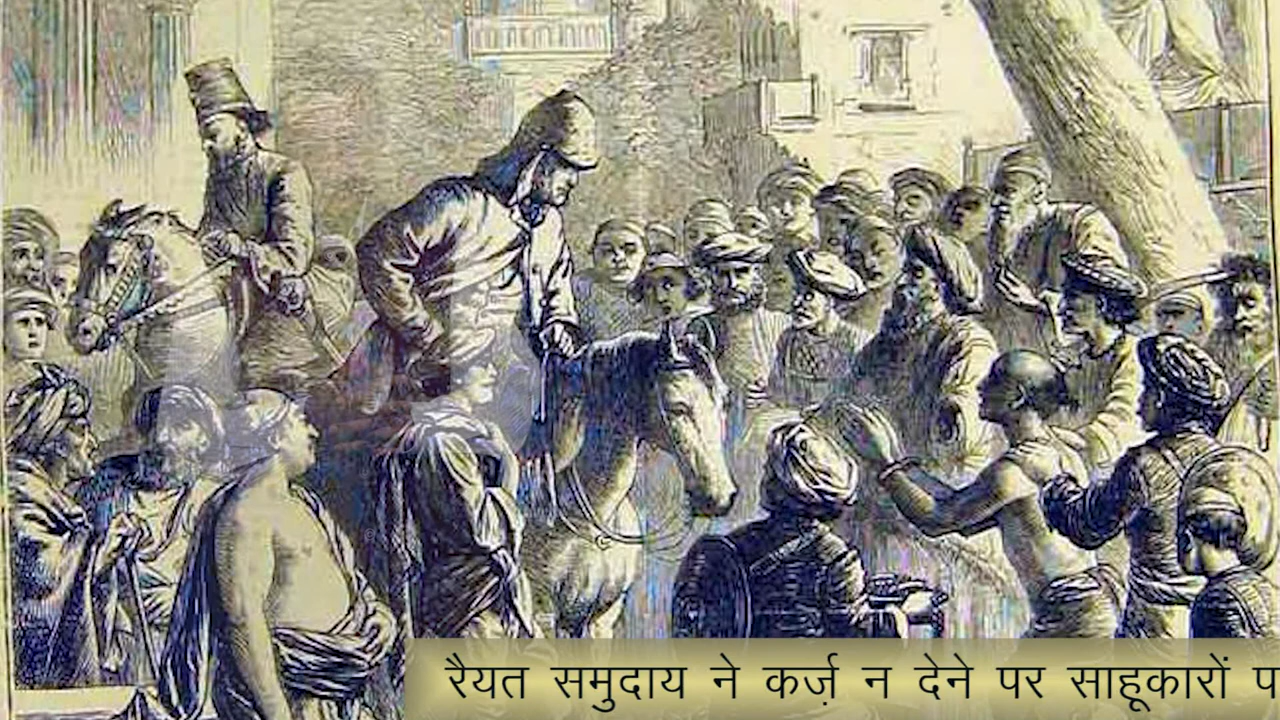 रैयत समुदाय ने कर्ज़ न देने पर साहूकारों प